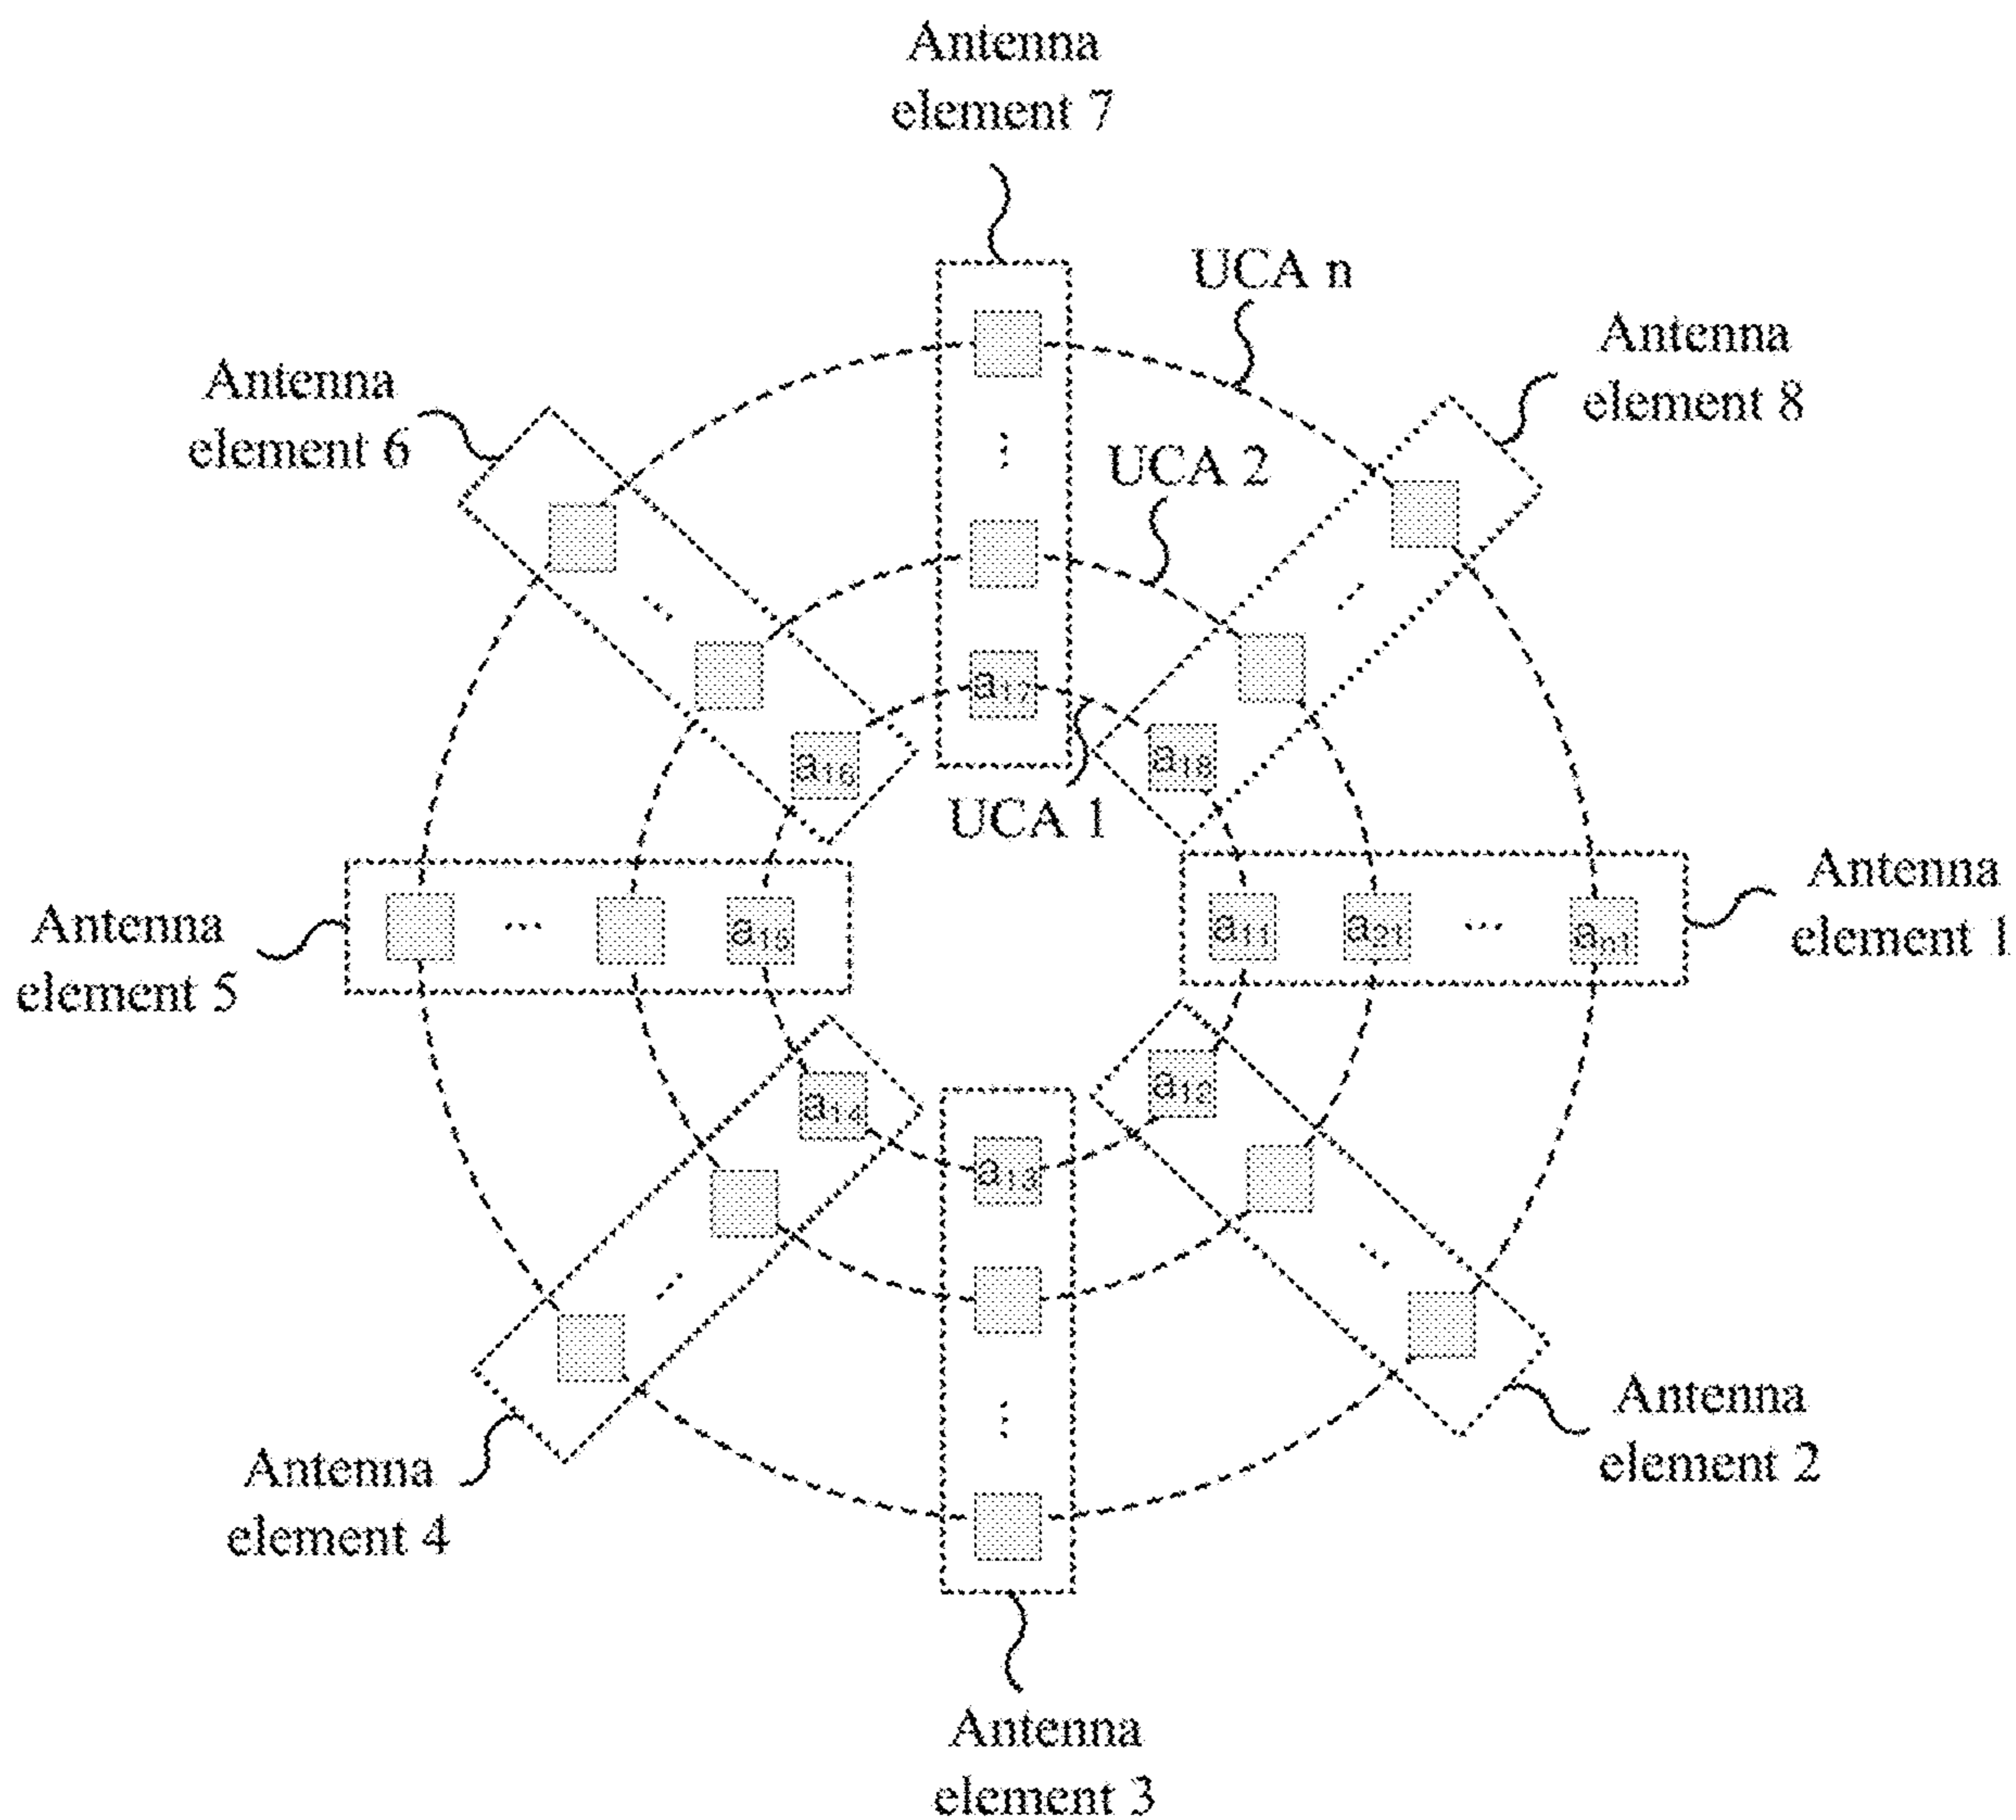 Antenna
element 7
UCA n
Antenna
element 8
Antenna
element 6
UCA 2
a₁₇
a₁₆
a₁₈
UCA 1
Antenna
element 5
...
a₁₅
a₁₁
a₂₁
...
aₙ₁
Antenna
element 1
a₁₄
a₁₂
a₁₃
Antenna
element 2
Antenna
element 4
Antenna
element 3